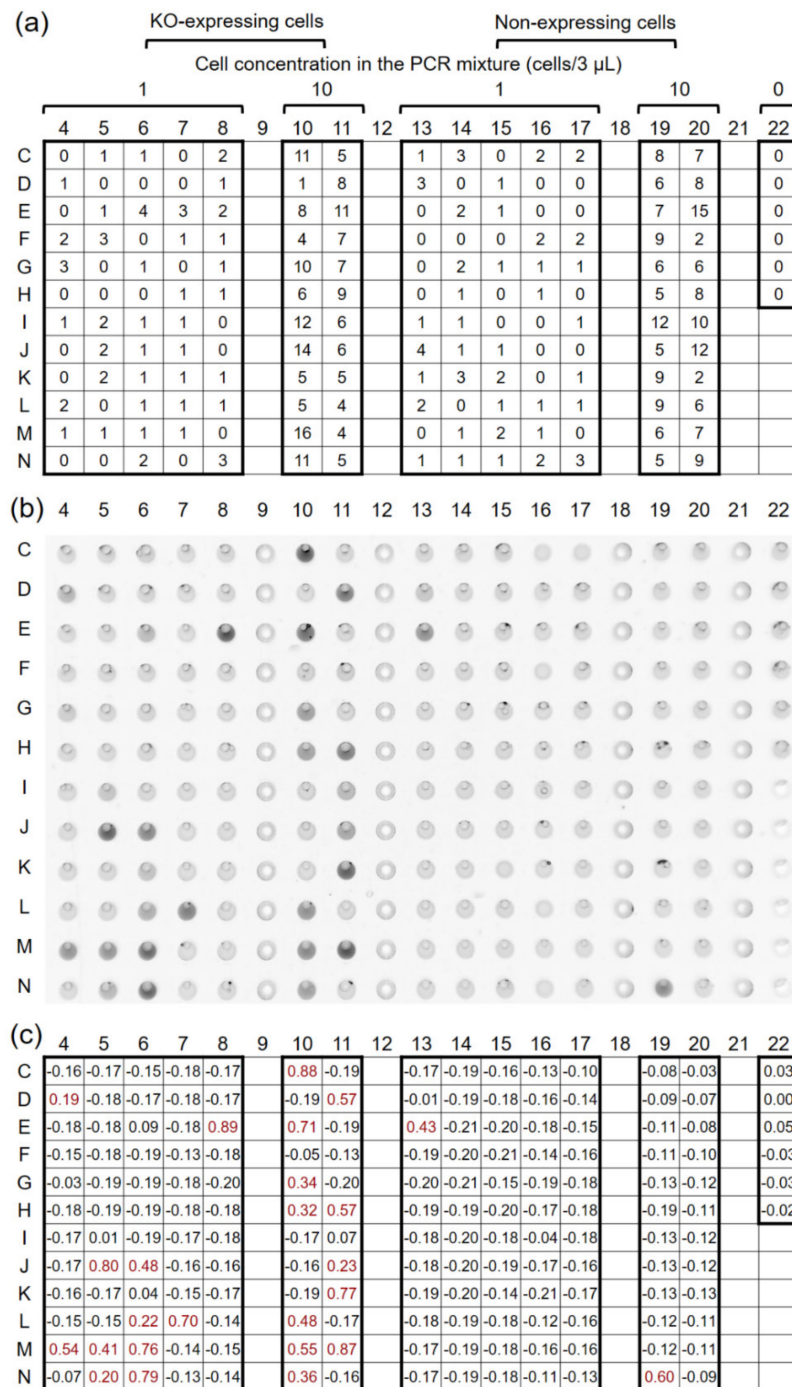 (a) KO-expressing cells Non-expressing cells
Cell concentration in the PCR mixture (cells/3 µL)
1 10 1 10 0
4 5 6 7 8 9 10 11 12 13 14 15 16 17 18 19 20 21 22
C 0 1 1 0 2 11 5 1 3 0 2 2 8 7 0
D 1 0 0 0 1 1 8 3 0 1 0 0 6 8 0
E 0 1 4 3 2 8 11 0 2 1 0 0 7 15 0
F 2 3 0 1 1 4 7 0 0 0 2 2 9 2 0
G 3 0 1 0 1 10 7 0 2 1 1 1 6 6 0
H 0 0 0 1 1 6 9 0 1 0 1 0 5 8 0
I 1 2 1 1 0 12 6 1 1 0 0 1 12 10
J 0 2 1 1 0 14 6 4 1 1 0 0 5 12
K 0 2 1 1 1 5 5 1 3 2 0 1 9 2
L 2 0 1 1 1 5 4 2 0 1 1 1 9 6
M 1 1 1 1 0 16 4 0 1 2 1 0 6 7
N 0 0 2 0 3 11 5 1 1 1 2 3 5 9
(b) 4 5 6 7 8 9 10 11 12 13 14 15 16 17 18 19 20 21 22
C
D
E
F
G
H
I
J
K
L
M
N
(c) 4 5 6 7 8 9 10 11 12 13 14 15 16 17 18 19 20 21 22
C -0.16 -0.17 -0.15 -0.18 -0.17 0.88 -0.19 -0.17 -0.19 -0.16 -0.13 -0.10 -0.08 -0.03 0.03
D 0.19 -0.18 -0.17 -0.18 -0.17 -0.19 0.57 -0.01 -0.19 -0.18 -0.16 -0.14 -0.09 -0.07 0.00
E -0.18 -0.18 0.09 -0.18 0.89 0.71 -0.19 0.43 -0.21 -0.20 -0.18 -0.15 -0.11 -0.08 0.05
F -0.15 -0.18 -0.19 -0.13 -0.18 -0.05 -0.13 -0.19 -0.20 -0.21 -0.14 -0.16 -0.11 -0.10 -0.03
G -0.03 -0.19 -0.19 -0.18 -0.20 0.34 -0.20 -0.20 -0.21 -0.15 -0.19 -0.18 -0.13 -0.12 -0.03
H -0.18 -0.19 -0.19 -0.18 -0.18 0.32 0.57 -0.19 -0.19 -0.20 -0.17 -0.18 -0.19 -0.11 -0.02
I -0.17 0.01 -0.19 -0.17 -0.18 -0.17 0.07 -0.18 -0.20 -0.18 -0.04 -0.18 -0.13 -0.12
J -0.17 0.80 0.48 -0.16 -0.16 -0.16 0.23 -0.18 -0.20 -0.19 -0.17 -0.16 -0.12 -0.12
K -0.16 -0.17 0.04 -0.15 -0.17 -0.19 0.77 -0.19 -0.20 -0.14 -0.21 -0.17 -0.13 -0.13
L -0.15 -0.15 0.22 0.70 -0.14 0.48 -0.17 -0.18 -0.19 -0.18 -0.12 -0.16 -0.12 -0.11
M 0.54 0.41 0.76 -0.14 -0.15 0.55 0.87 -0.17 -0.19 -0.18 -0.16 -0.16 -0.12 -0.11
N -0.07 0.20 0.79 -0.13 -0.14 0.36 -0.16 -0.17 -0.19 -0.18 -0.11 -0.13 0.60 -0.09